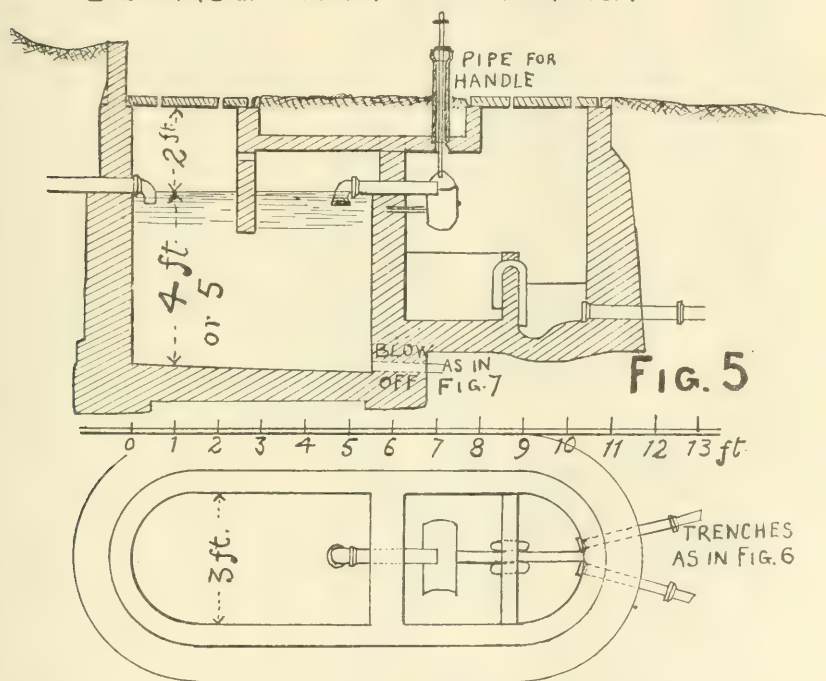 PIPE FOR
HANDLE
2 ft.
4 ft
or 5
BLOW
OFF
AS IN
FIG. 7
FIG. 5
0 1 2 3 4 5 6 7 8 9 10 11 12 13 ft.
3 ft.
TRENCHES
AS IN FIG. 6